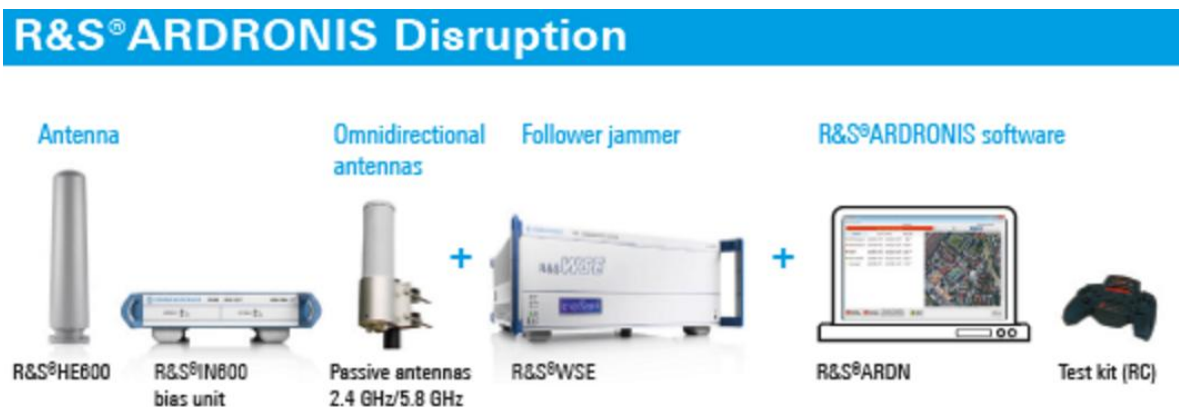 R&S®ARDRONIS Disruption
Antenna
Omnidirectional
antennas
Follower jammer
R&S®ARDRONIS software
+
+
R&S®WSE
R&S®HE600
R&S®IN600
bias unit
Passive antennas
2.4 GHz/5.8 GHz
R&S®WSE
R&S®ARDN
Test kit (RC)